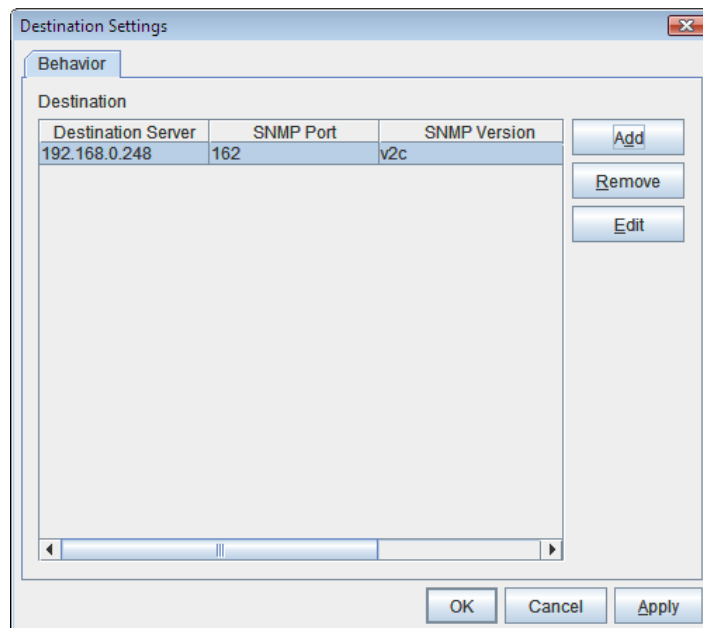 Destination Settings
Behavior
Destination
Destination Server SNMP Port SNMP Version
192.168.0.248 162 v2c
Add
Remove
Edit
OK Cancel Apply